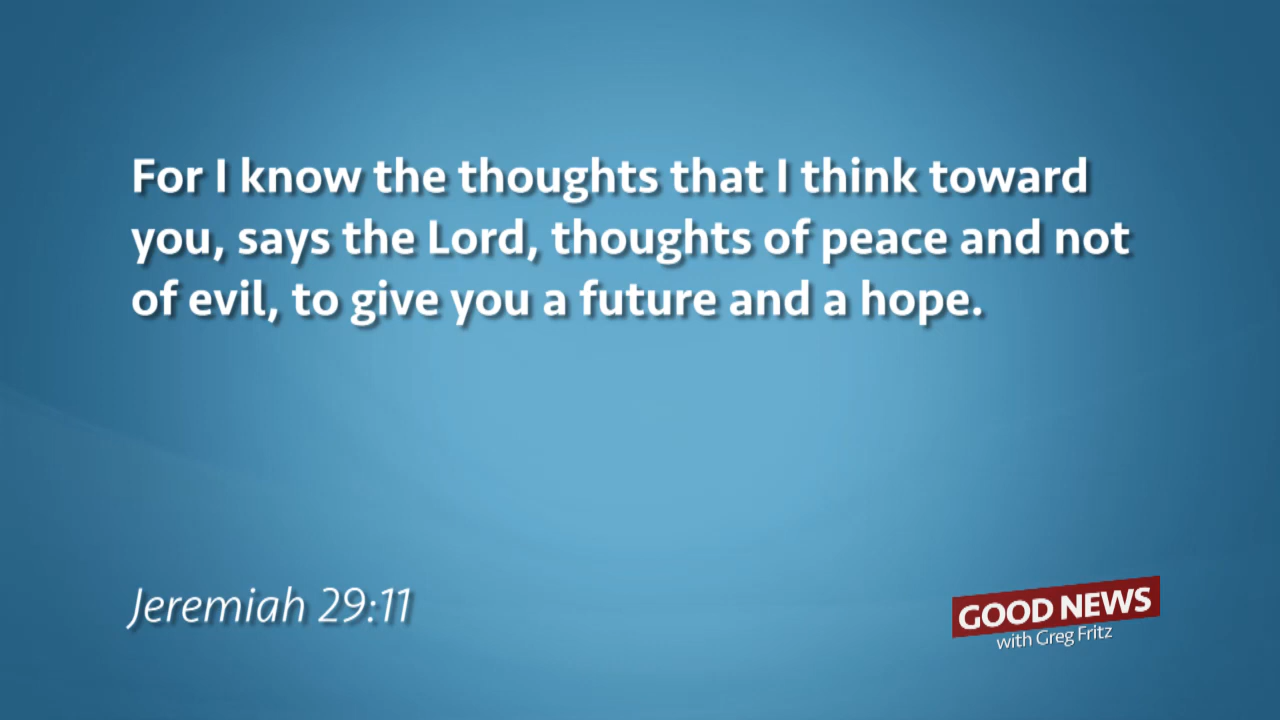 For I know the thoughts that I think toward
you, says the Lord, thoughts of peace and not
of evil, to give you a future and a hope.
Jeremiah 29:11
GOOD NEWS
with Greg Fritz